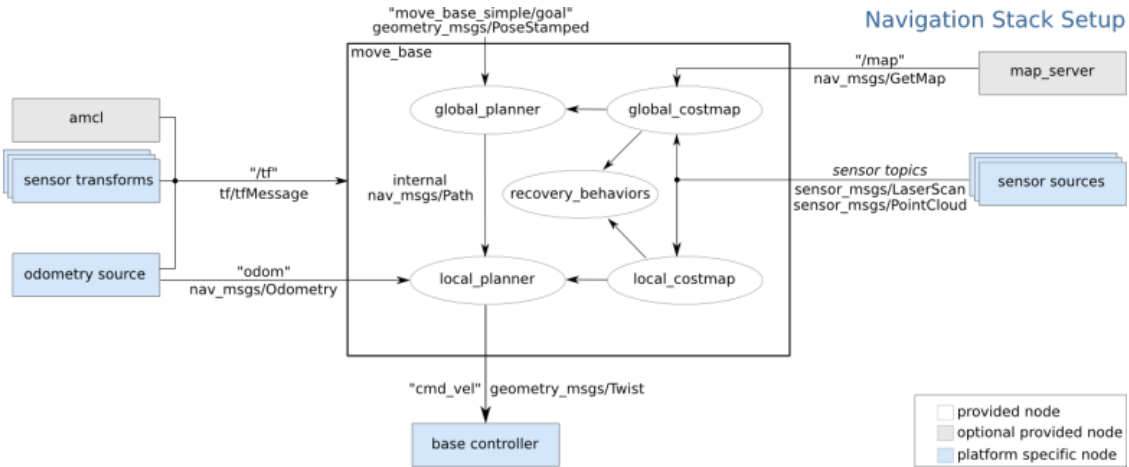 Navigation Stack Setup
"move_base_simple/goal"
geometry_msgs/PoseStamped
move_base
"/map"
nav_msgs/GetMap
map_server
global_planner
global_costmap
amcl
sensor transforms
"/tf"
tf/tfMessage
internal
nav_msgs/Path
recovery_behaviors
sensor topics
sensor_msgs/LaserScan
sensor_msgs/PointCloud
sensor sources
odometry source
"odom"
nav_msgs/Odometry
local_planner
local_costmap
"cmd_vel" geometry_msgs/Twist
base controller
provided node
optional provided node
platform specific node